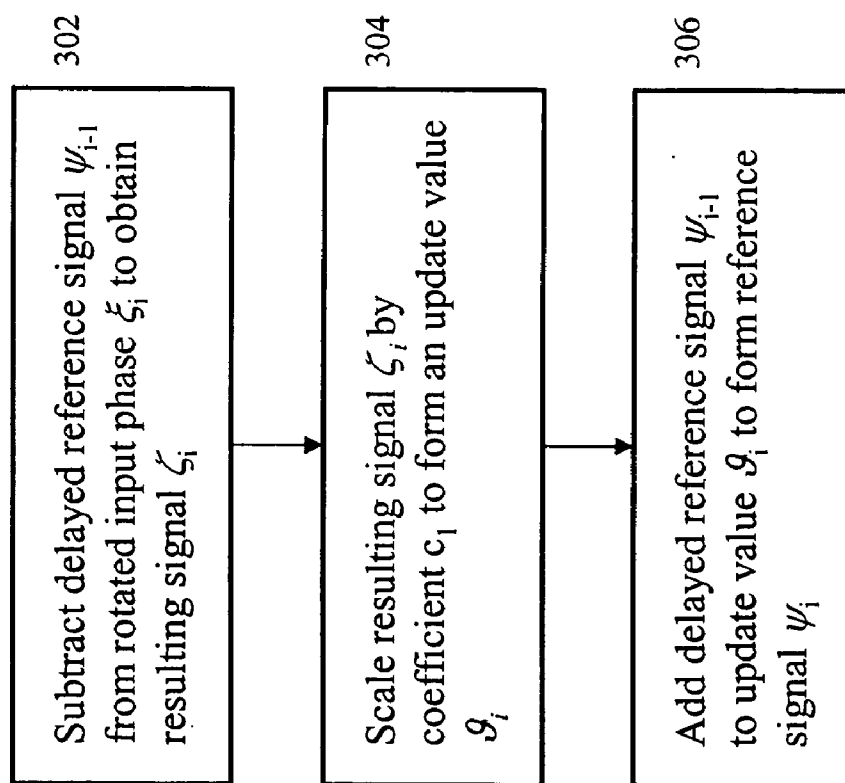 302
Subtract delayed reference signal ψi-1
from rotated input phase ξi to obtain
resulting signal ζi
304
Scale resulting signal ζi by
coefficient c1 to form an update value
ϑi
306
Add delayed reference signal ψi-1
to update value ϑi to form reference
signal ψi